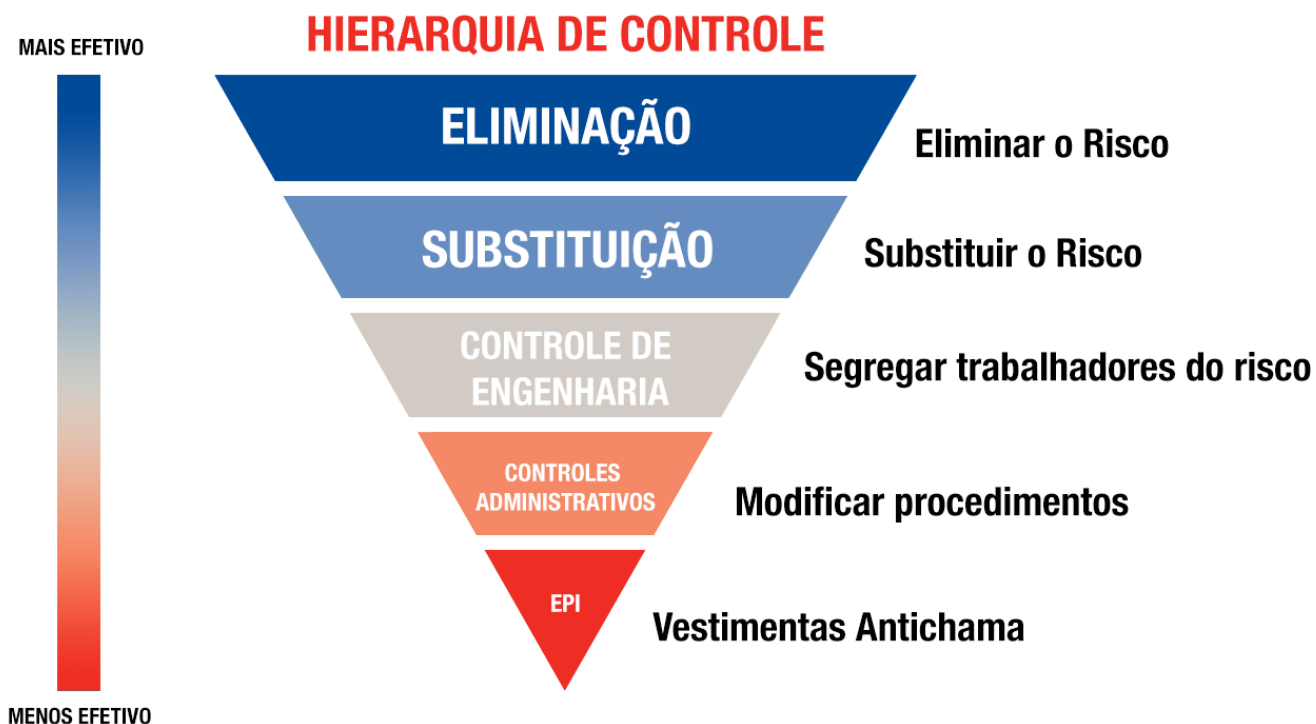 HIERARQUIA DE CONTROLE
MAIS EFETIVO
ELIMINAÇÃO
Eliminar o Risco
SUBSTITUIÇÃO
Substituir o Risco
CONTROLE DE
ENGENHARIA
Segregar trabalhadores do risco
CONTROLES
ADMINISTRATIVOS
Modificar procedimentos
EPI
Vestimentas Antichama
MENOS EFETIVO